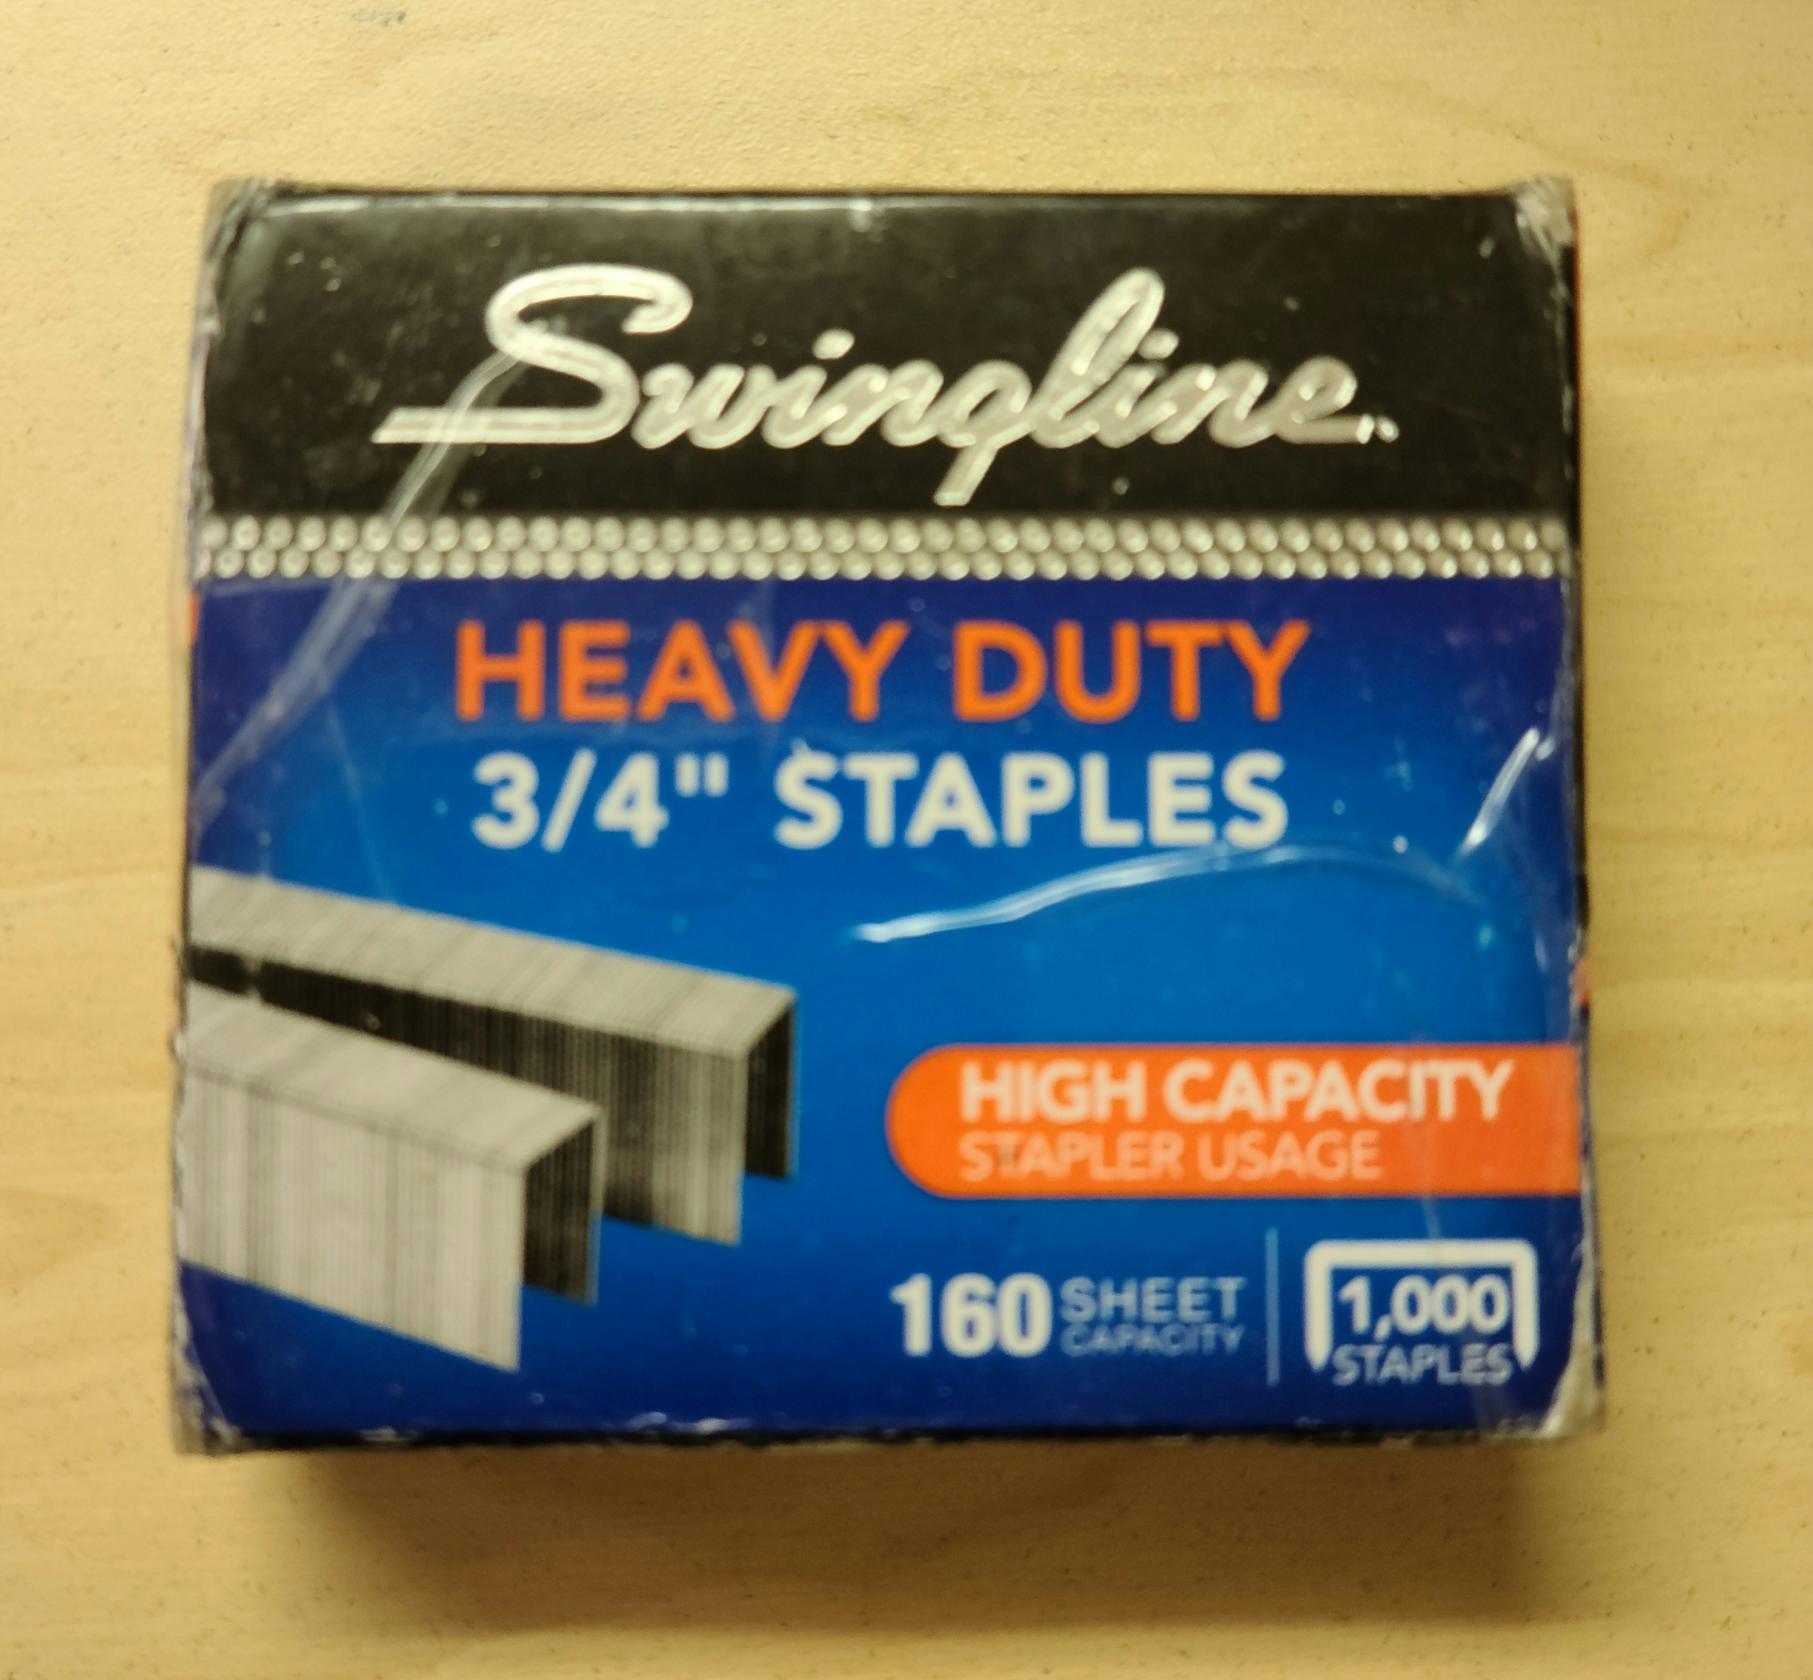 Swingline
HEAVY DUTY
3/4" STAPLES
HIGH CAPACITY
STAPLER USAGE
160 SHEET
CAPACITY
1,000
STAPLES